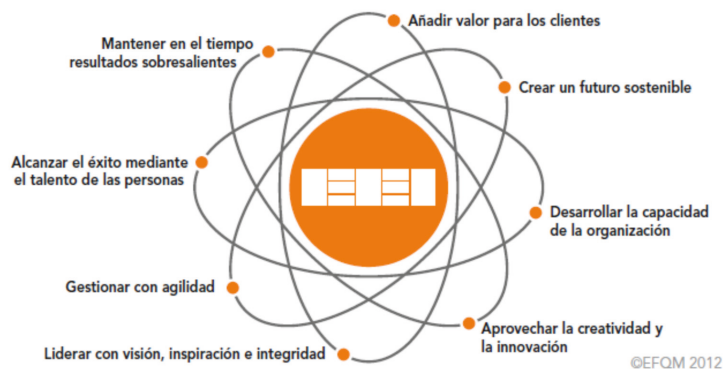 Añadir valor para los clientes
Mantener en el tiempo
resultados sobresalientes
Crear un futuro sostenible
Alcanzar el éxito mediante
el talento de las personas
Desarrollar la capacidad
de la organización
Gestionar con agilidad
Aprovechar la creatividad y
la innovación
Liderar con visión, inspiración e integridad
©EFQM 2012